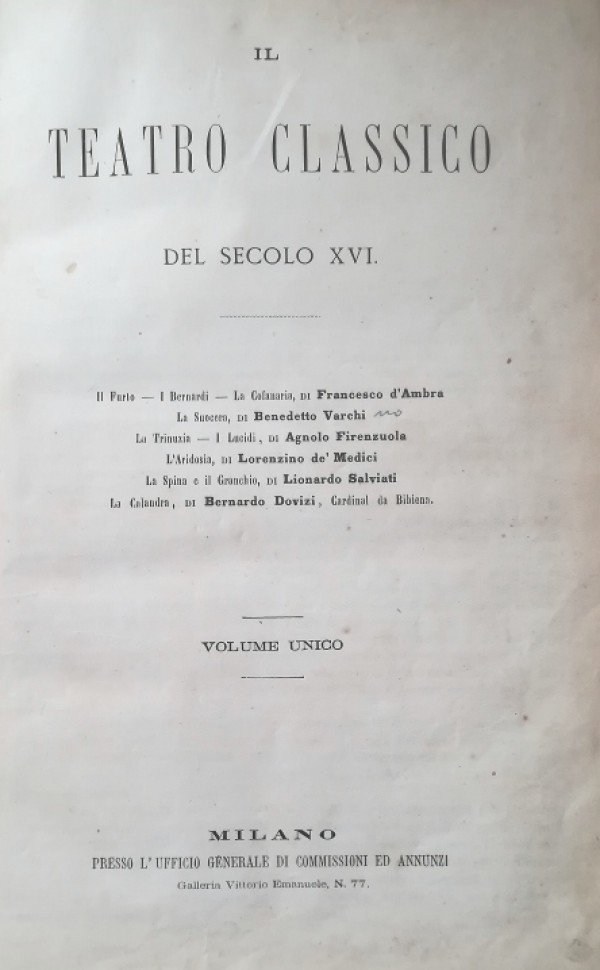 IL
TEATRO CLASSICO
DEL SECOLO XVI.
Il Furto — I Bernardi — La Cofanaria, DI Francesco d'Ambra
La Suocera, DI Benedetto Varchi no
La Trinuzia — I Lucidi, DI Agnolo Firenzuola
L'Aridosia, DI Lorenzino de' Medici
La Spina e il Granchio, DI Lionardo Salviati
La Calandra, DI Bernardo Dovizi, Cardinal da Bibiena.
VOLUME UNICO
MILANO
PRESSO L'UFFICIO GENERALE DI COMMISSIONI ED ANNUNZI
Galleria Vittorio Emanuele, N. 77.